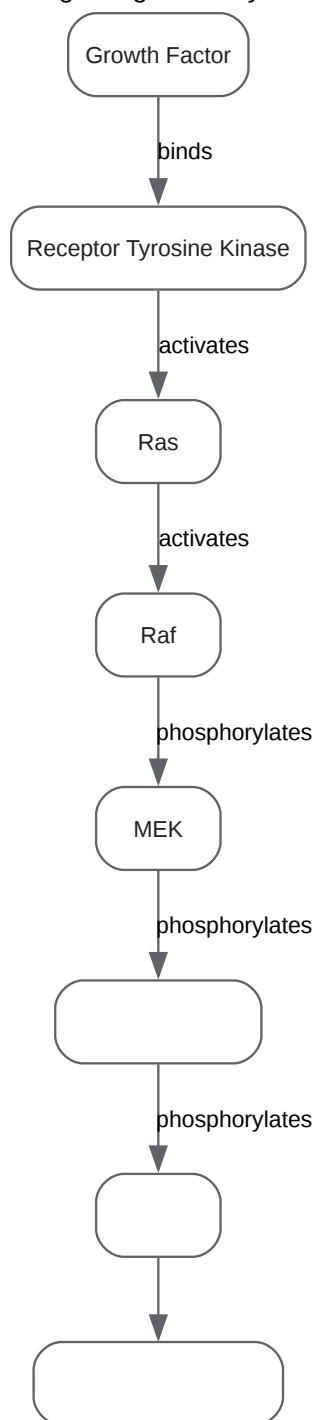 Growth Factor
binds
Receptor Tyrosine Kinase
activates
Ras
activates
Raf
phosphorylates
MEK
phosphorylates
phosphorylates